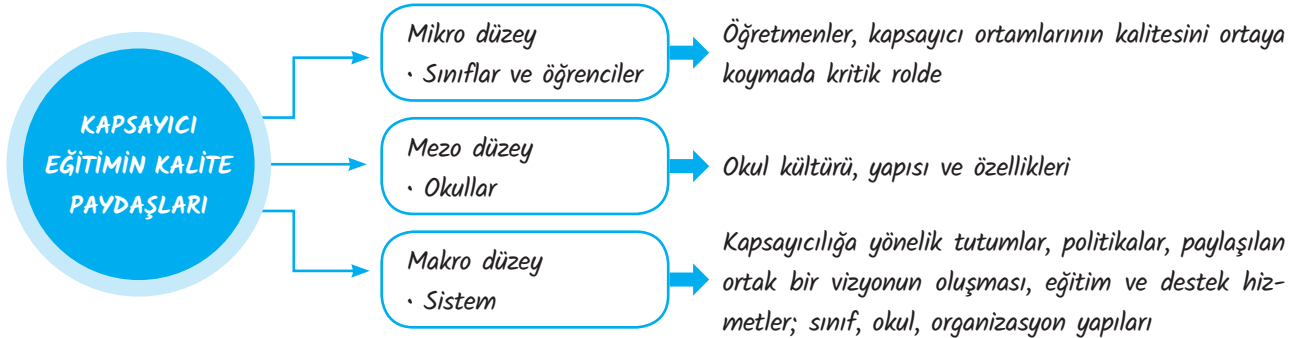 KAPSAYICI
EĞİTİMİN KALİTE
PAYDAŞLARI
Mikro düzey
· Sınıflar ve öğrenciler
Öğretmenler, kapsayıcı ortamlarının kalitesini ortaya
koymada kritik rolde
Mezo düzey
· Okullar
Okul kültürü, yapısı ve özellikleri
Makro düzey
· Sistem
Kapsayıcılığa yönelik tutumlar, politikalar, paylaşılan
ortak bir vizyonun oluşması, eğitim ve destek hiz-
metler; sınıf, okul, organizasyon yapıları